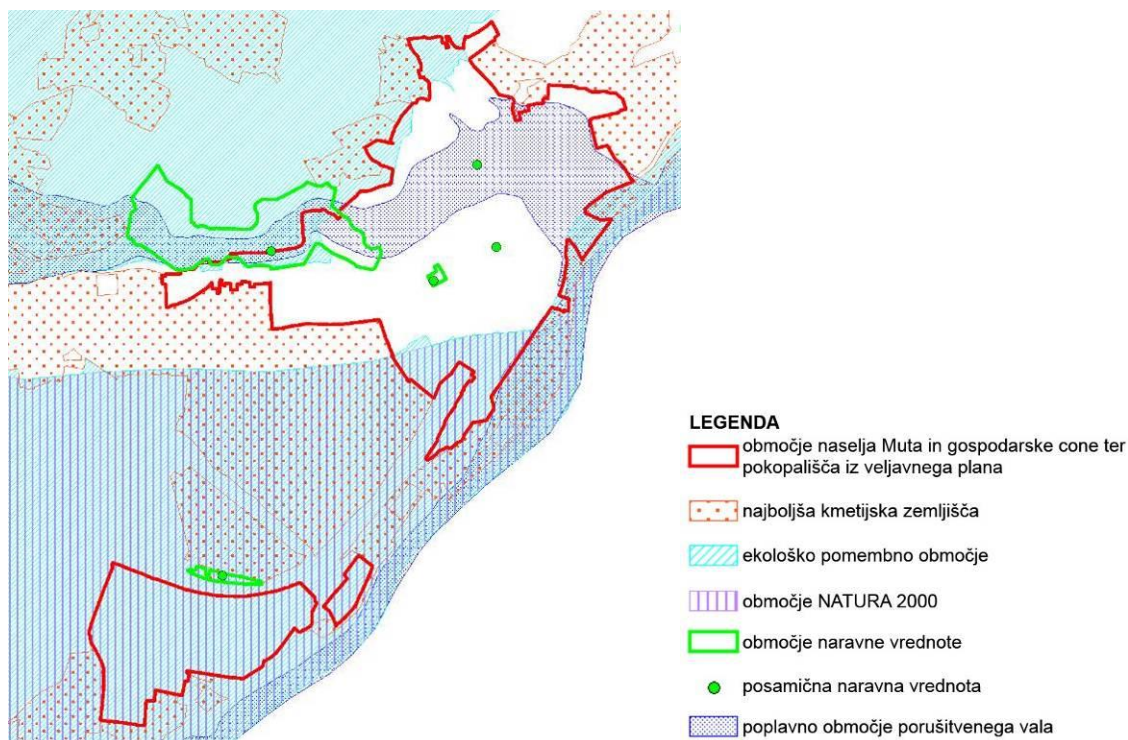 LEGENDA
območje naselja Muta in gospodarske cone ter
pokopališča iz veljavnega plana
najboljša kmetijska zemljišča
ekološko pomembno območje
območje NATURA 2000
območje naravne vrednote
posamična naravna vrednota
poplavno območje porušitvenega vala